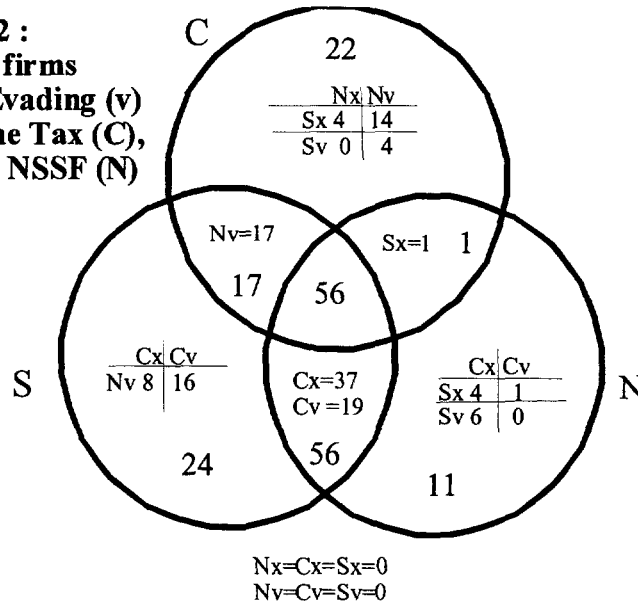 2 :
firms
Evading (v)
ne Tax (C),
NSSF (N)
C
22
Nx Nv
Sx 4 14
Sv 0 4
Nv=17
17
56
Sx=1 1
S
Cx Cv
Nv 8 16
24
Cx=37
Cv =19
56
Cx Cv
Sx 4 1
Sv 6 0
11
N
Nx=Cx=Sx=0
Nv=Cv=Sv=0